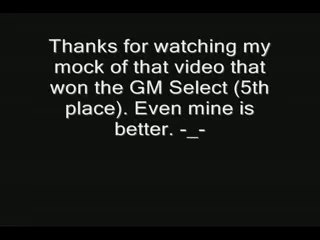 Thanks for watching my
mock of that video that
won the GM Select (5th
place). Even mine is
better. -_-